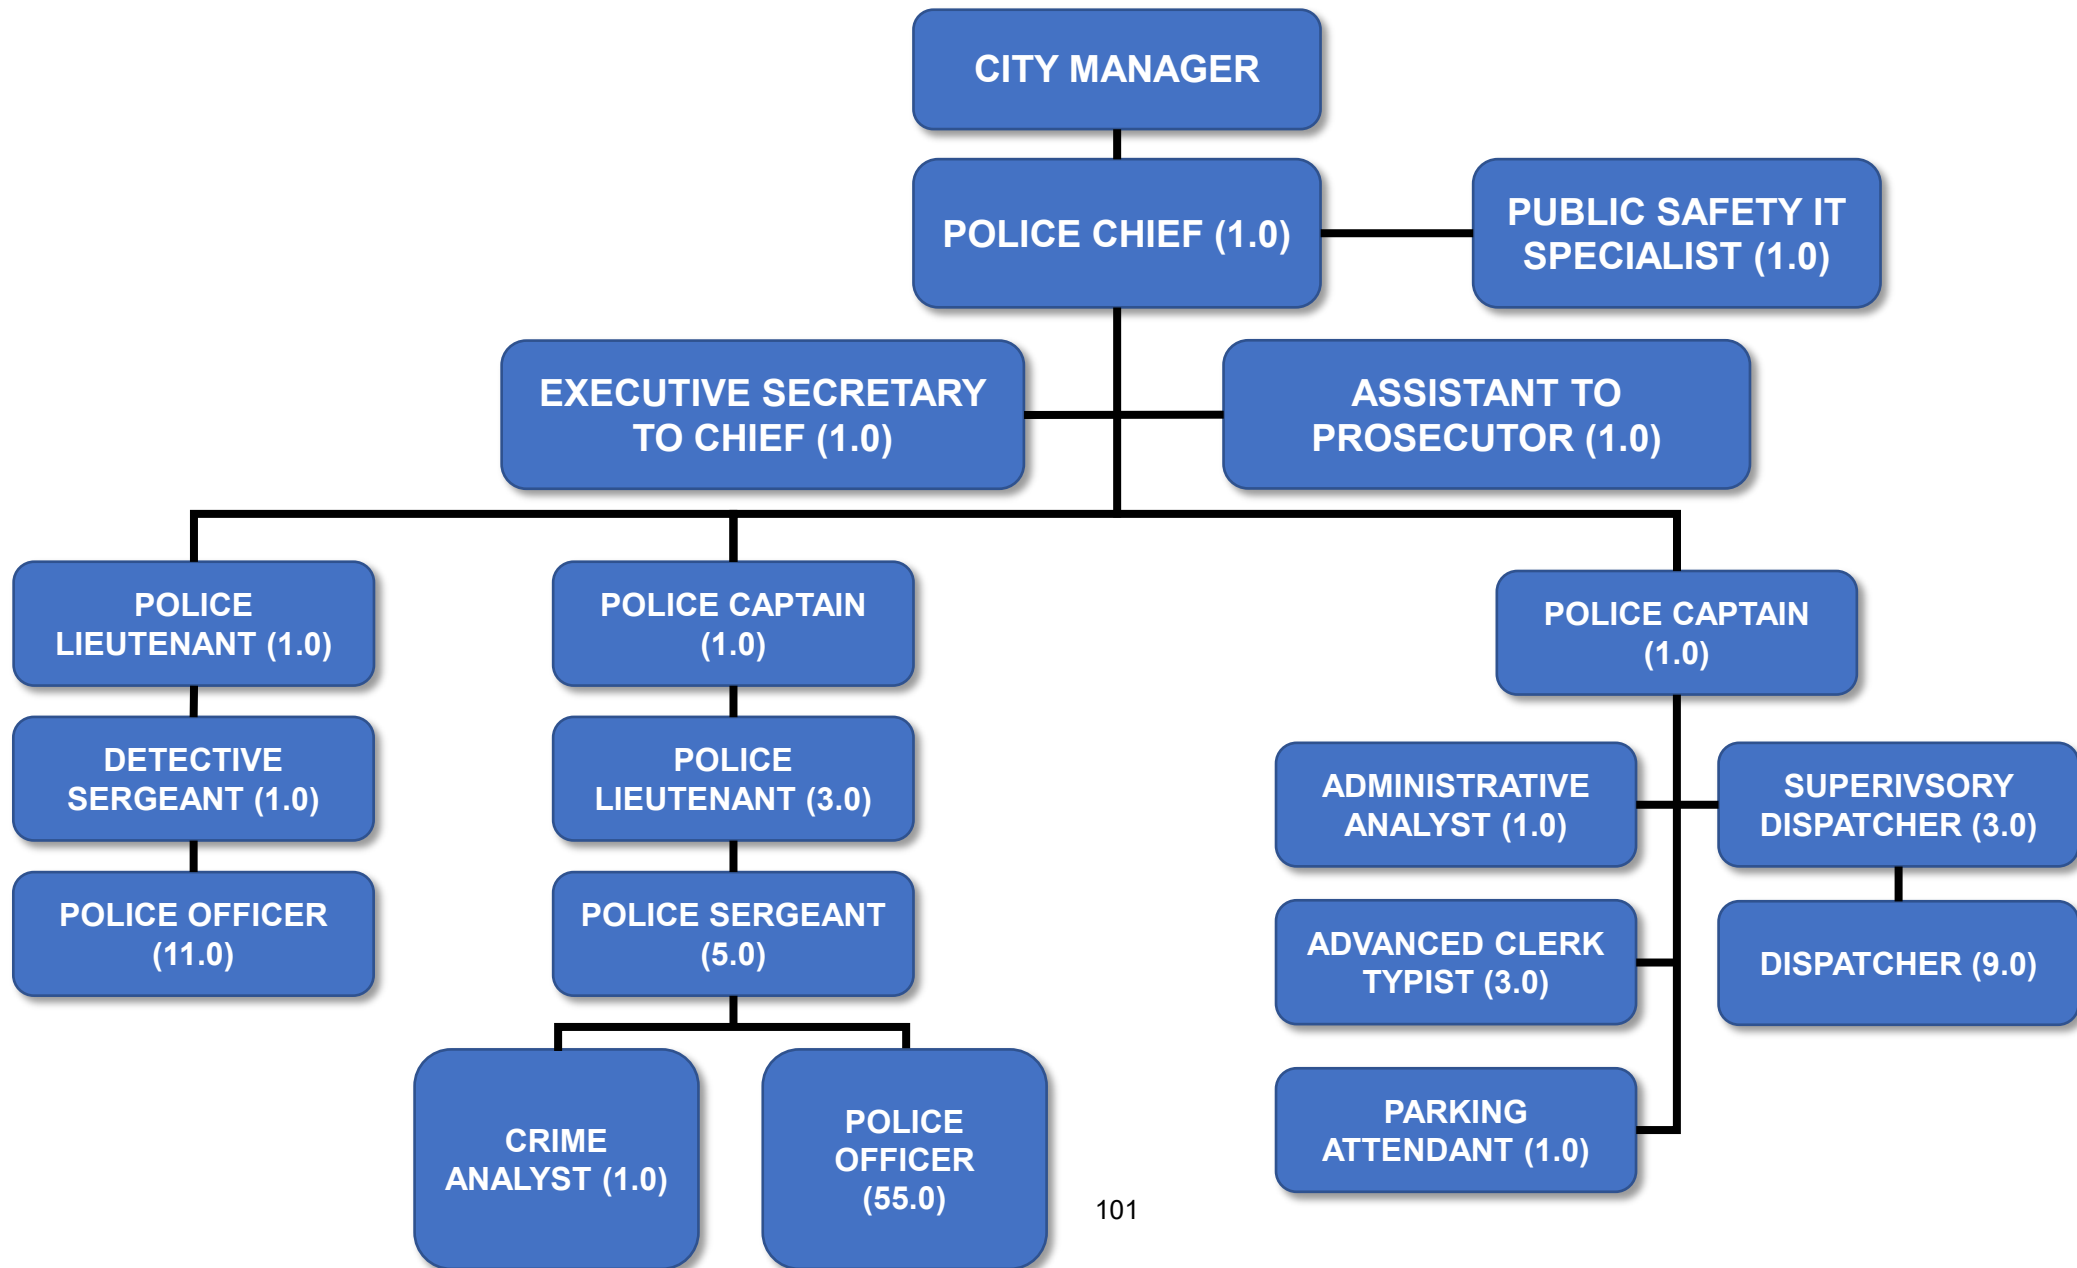 CITY MANAGER
POLICE CHIEF (1.0)
PUBLIC SAFETY IT
SPECIALIST (1.0)
EXECUTIVE SECRETARY
TO CHIEF (1.0)
ASSISTANT TO
PROSECUTOR (1.0)
POLICE
LIEUTENANT (1.0)
POLICE CAPTAIN
(1.0)
POLICE CAPTAIN
(1.0)
DETECTIVE
SERGEANT (1.0)
POLICE
LIEUTENANT (3.0)
ADMINISTRATIVE
ANALYST (1.0)
SUPERIVSORY
DISPATCHER (3.0)
POLICE OFFICER
(11.0)
POLICE SERGEANT
(5.0)
ADVANCED CLERK
TYPIST (3.0)
DISPATCHER (9.0)
CRIME
ANALYST (1.0)
POLICE
OFFICER
(55.0)
PARKING
ATTENDANT (1.0)
101